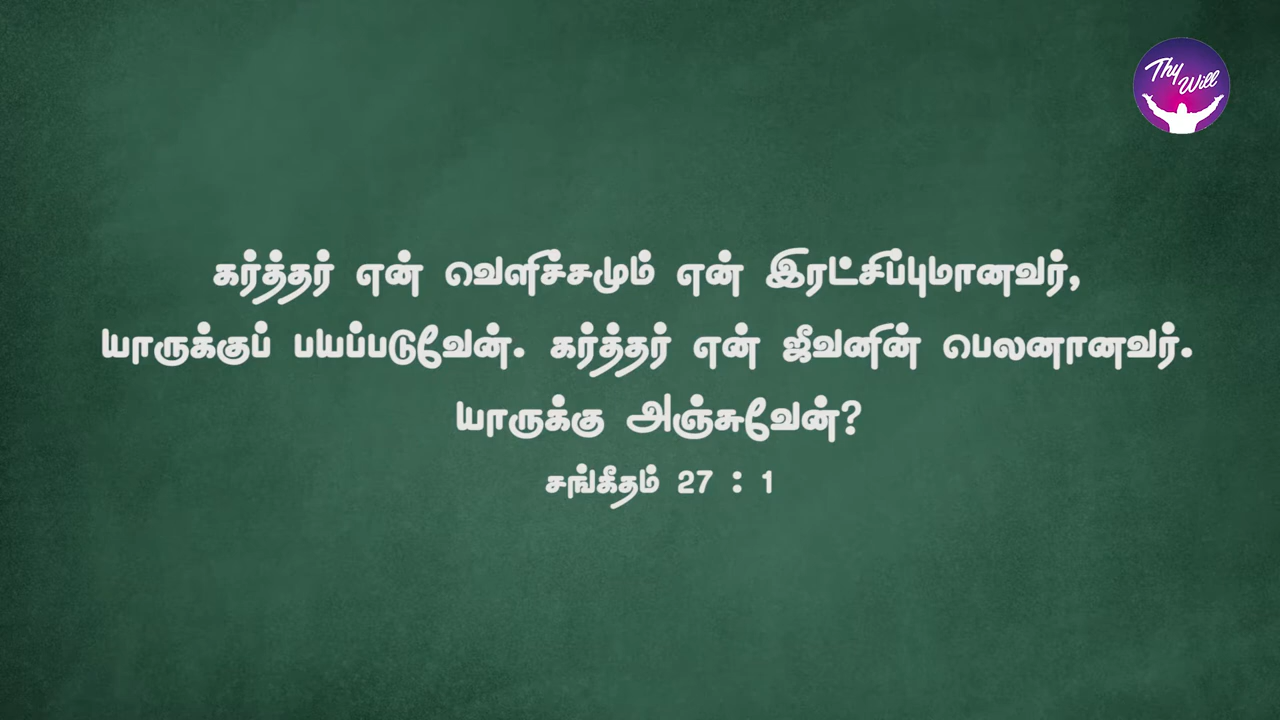 Thy
Will
கர்த்தர் என் வெளிச்சமும் என் இரட்சிப்புமானவர்,
யாருக்குப் பயப்படுவேன். கர்த்தர் என் ஜீவனின் பெலனானவர்.
யாருக்கு அஞ்சுவேன்?
சங்கீதம் 27 : 1